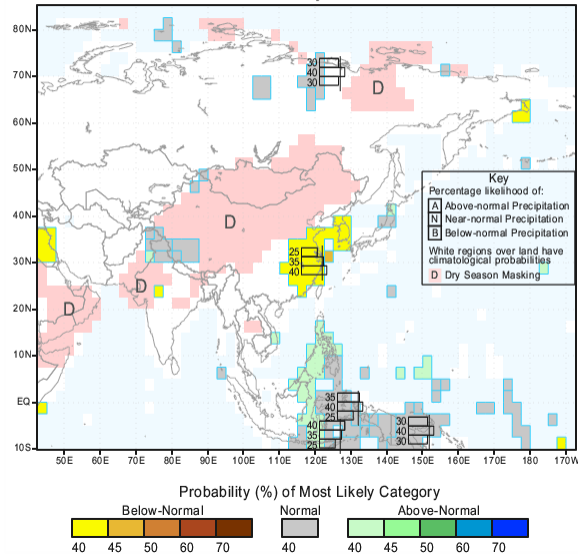 80N
70N
60N
50N
40N
30N
20N
10N
EQ
10S
50E 60E 70E 80E 90E 100E 110E 120E 130E 140E 150E 160E 170E 180 170W
30
40
30
D
D
D
D
25
35
40
35
40
25
40
35
25
30
40
30
Key
Percentage likelihood of:
A Above-normal Precipitation
N Near-normal Precipitation
B Below-normal Precipitation
White regions over land have
climatological probabilities
D Dry Season Masking
Probability (%) of Most Likely Category
Below-Normal Normal Above-Normal
40 45 50 60 70 40 40 45 50 60 70